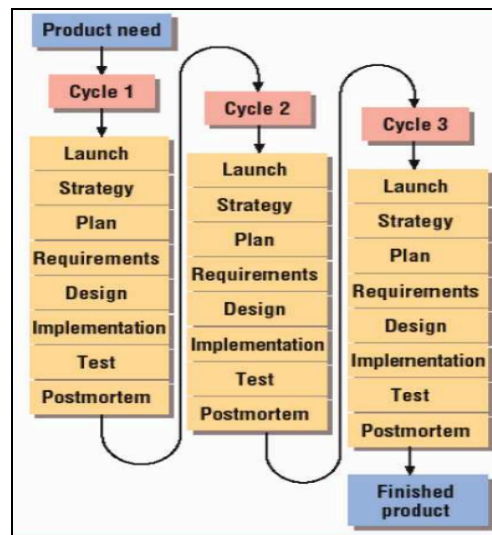 Product need
Cycle 1
Launch
Strategy
Plan
Requirements
Design
Implementation
Test
Postmortem
Cycle 2
Launch
Strategy
Plan
Requirements
Design
Implementation
Test
Postmortem
Cycle 3
Launch
Strategy
Plan
Requirements
Design
Implementation
Test
Postmortem
Finished
product